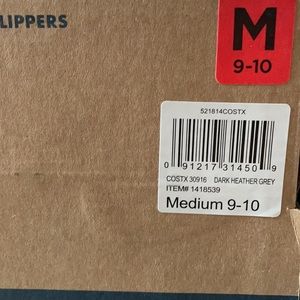 LIPPERS
M
9-10
521814COSTX
0 91217 31450 9
COSTX 30916 DARK HEATHER GREY
ITEM# 1418539
Medium 9-10